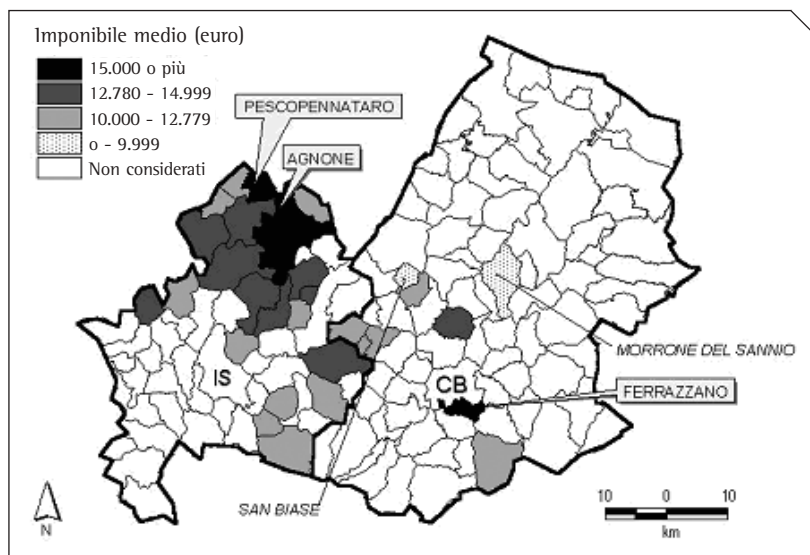 Imponibile medio (euro)
15.000 o più
12.780 - 14.999
10.000 - 12.779
0 - 9.999
Non considerati
PESCOPENNATARO
AGNONE
IS
CB
MORRONE DEL SANNIO
FERRAZZANO
SAN BIASE
N
10 0 10
km